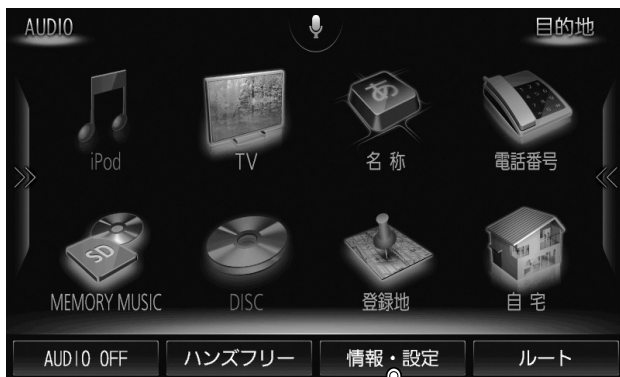 AUDIO 目的地
iPod TV 名称 電話番号
MEMORY MUSIC DISC 登録地 自宅
AUDIO OFF ハンズフリー 情報・設定 ルート